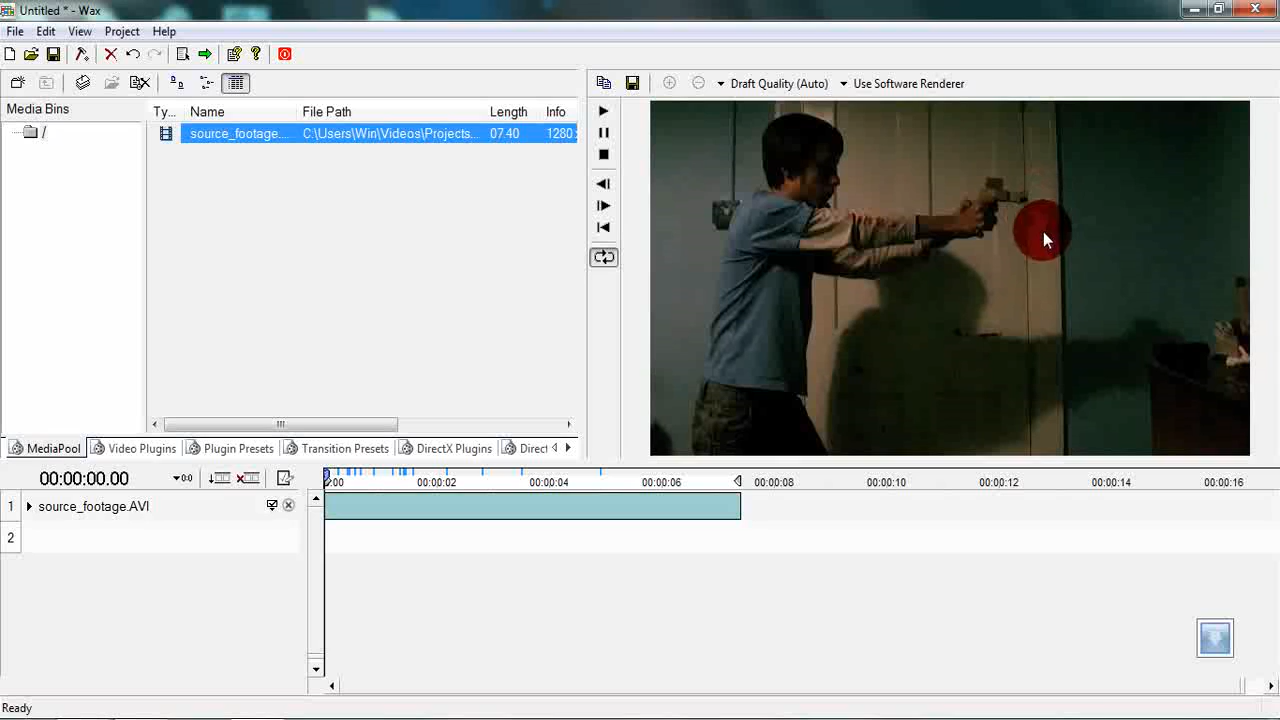 Untitled * - Wax
File Edit View Project Help
Draft Quality (Auto) Use Software Renderer
Media Bins
/
Ty... Name File Path Length Info
source_footage.... C:\Users\Win\Videos\Projects... 07.40 1280
MediaPool Video Plugins Plugin Presets Transition Presets DirectX Plugins Direct
00:00:00.00 0:0 :00 00:00:02 00:00:04 00:00:06 00:00:08 00:00:10 00:00:12 00:00:14 00:00:16
1 source_footage.AVI
2
Ready